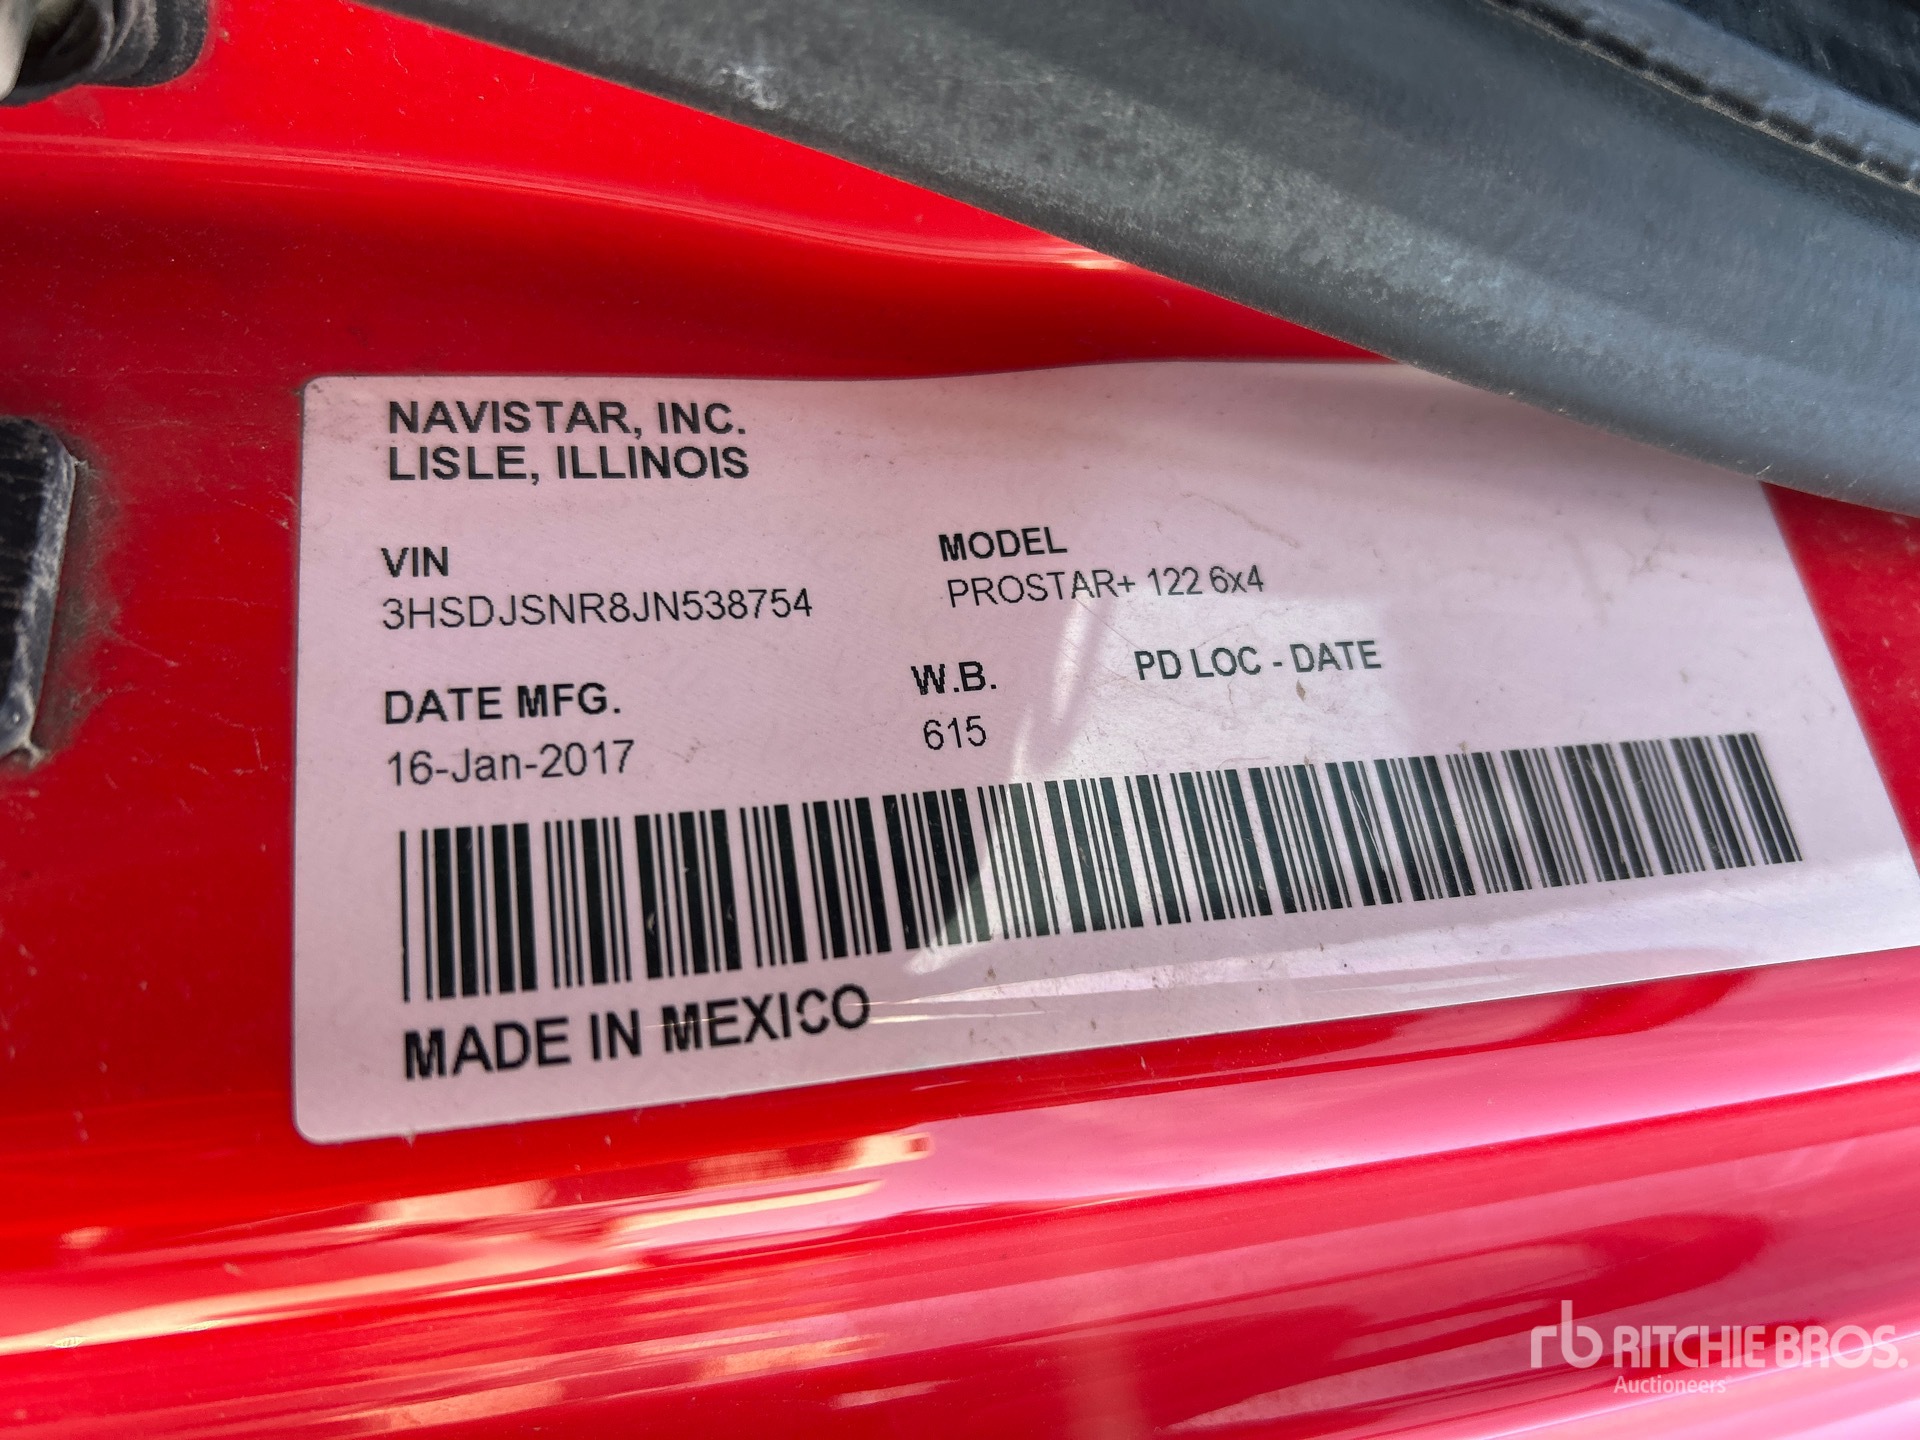 NAVISTAR, INC.
LISLE, ILLINOIS
VIN
3HSDJSNR8JN538754
MODEL
PROSTAR+ 122 6x4
DATE MFG.
16-Jan-2017
W.B.
615
PD LOC - DATE
MADE IN MEXICO
rb RITCHIE BROS.
Auctioneers